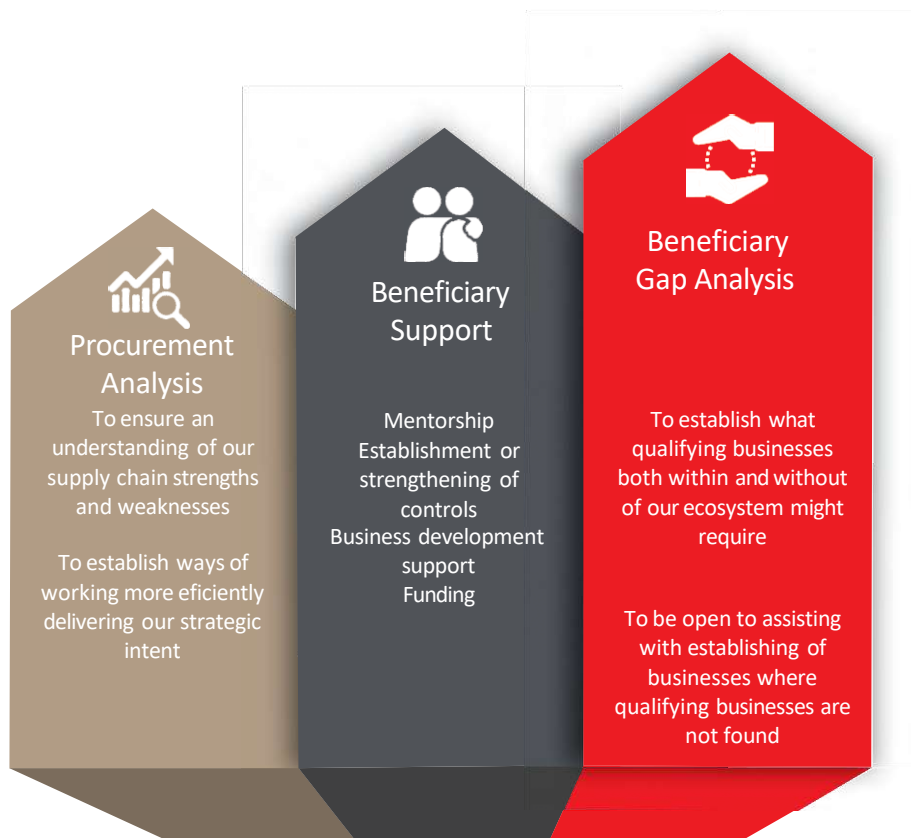 Procurement
Analysis
To ensure an
understanding of our
supply chain strengths
and weaknesses
To establish ways of
working more eficiently
delivering our strategic
intent
Beneficiary
Support
Mentorship
Establishment or
strengthening of
controls
Business development
support
Funding
Beneficiary
Gap Analysis
To establish what
qualifying businesses
both within and without
of our ecosystem might
require
To be open to assisting
with establishing of
businesses where
qualifying businesses are
not found